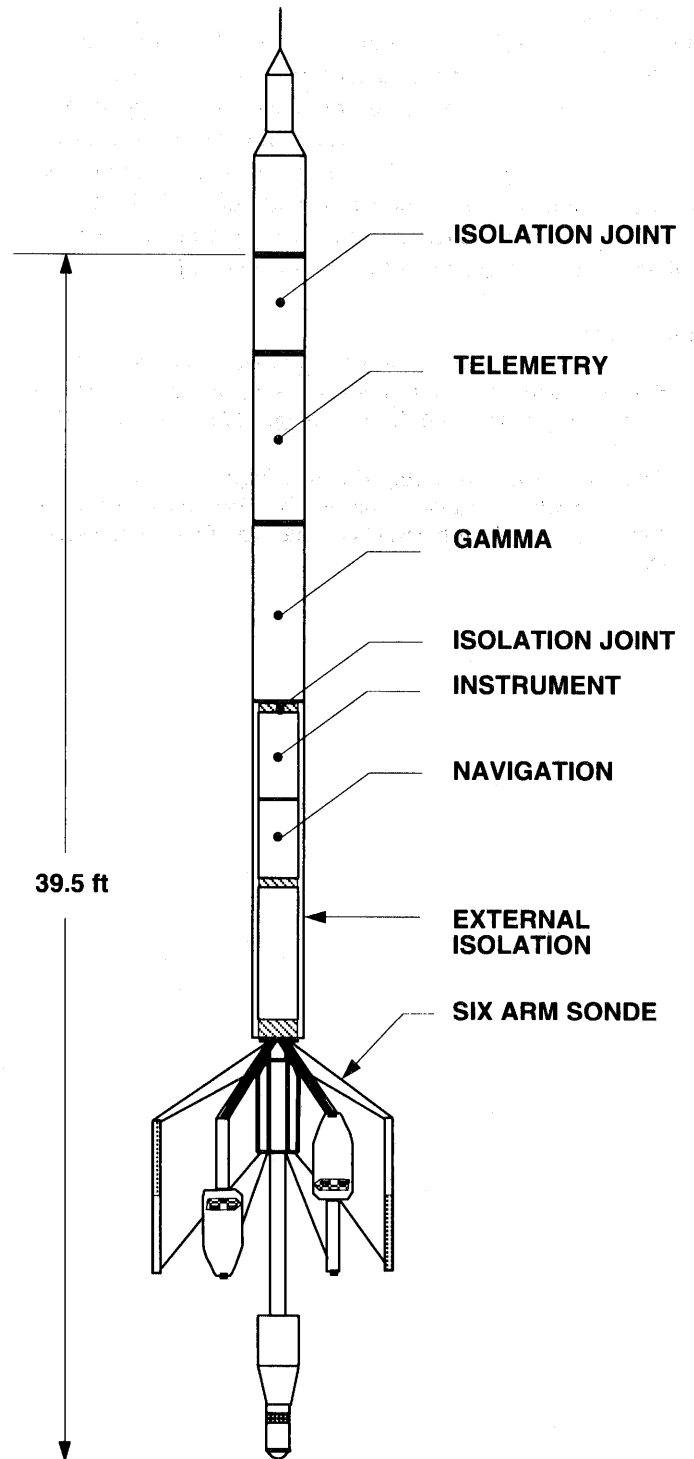 ISOLATION JOINT
TELEMETRY
GAMMA
ISOLATION JOINT
INSTRUMENT
NAVIGATION
39.5 ft
EXTERNAL
ISOLATION
SIX ARM SONDE